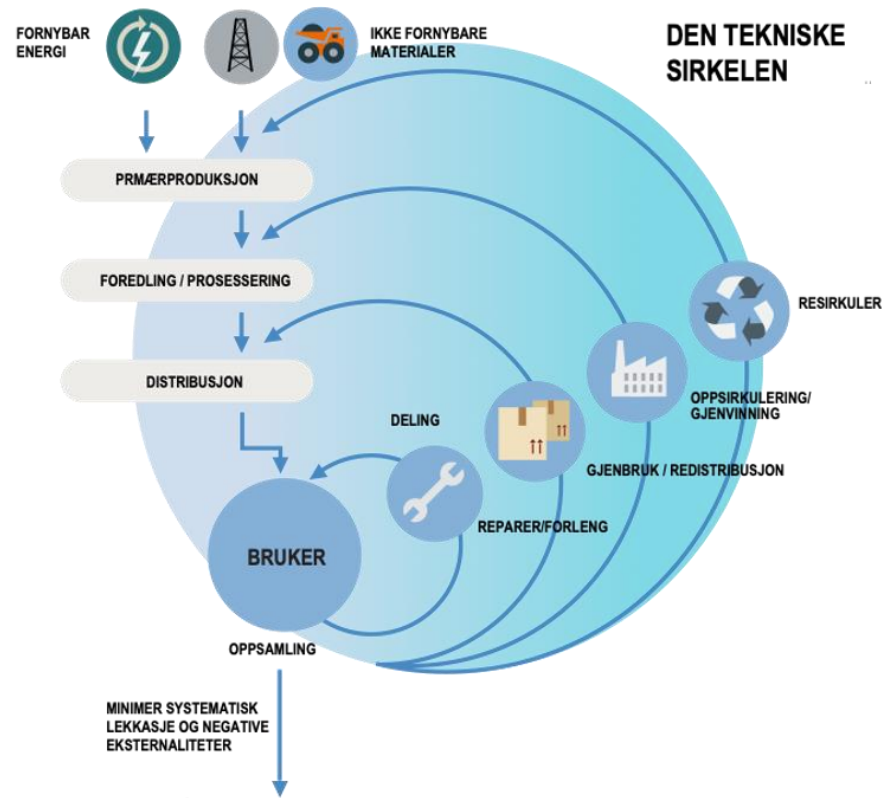 FORNYBAR
ENERGI
IKKE FORNYBARE
MATERIALER
DEN TEKNISKE
SIRKELEN
PRMÆRPRODUKSJON
FOREDLING / PROSESSERING
RESIRKULER
DISTRIBUSJON
OPPSIRKULERING/
GJENVINNING
DELING
GJENBRUK / REDISTRIBUSJON
REPARER/FORLENG
BRUKER
OPPSAMLING
MINIMER SYSTEMATISK
LEKKASJE OG NEGATIVE
EKSTERNALITETER